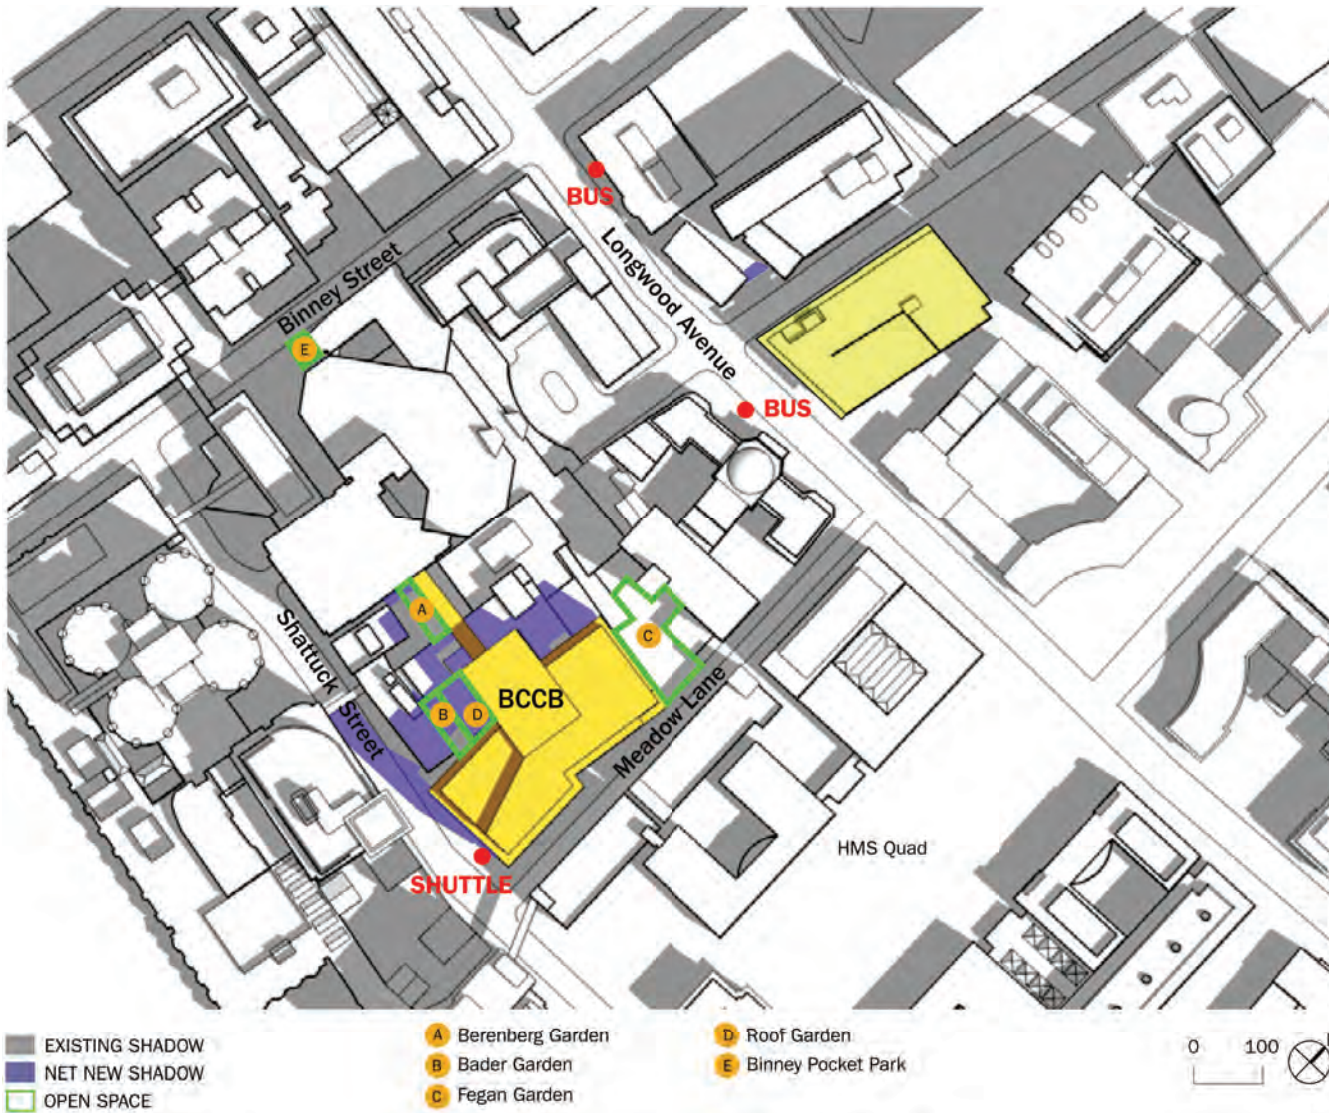 BUS
Longwood Avenue
Binney Street
E
BUS
A
C
Shattuck Street
B
D
BCCB
Meadow Lane
SHUTTLE
HMS Quad
EXISTING SHADOW
NET NEW SHADOW
OPEN SPACE
A Berenberg Garden
B Bader Garden
C Fegan Garden
D Roof Garden
E Binney Pocket Park
0 100